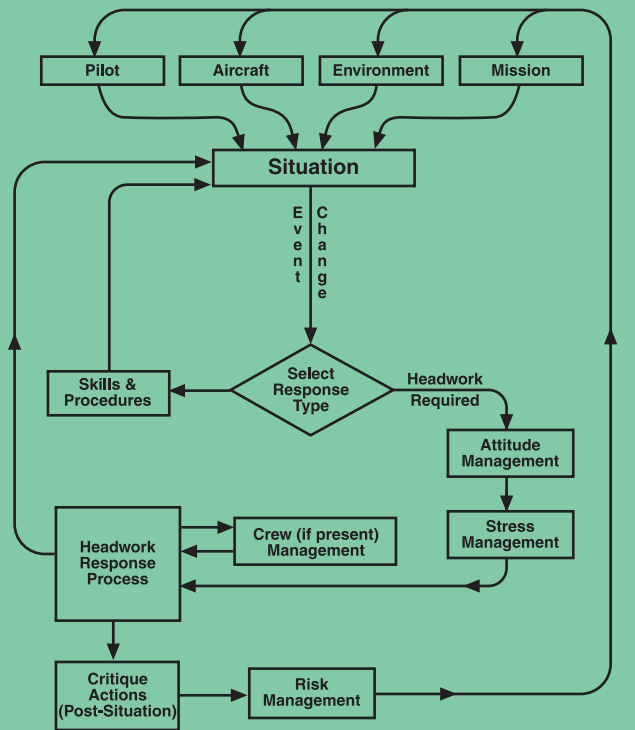 Pilot
Aircraft
Environment
Mission
Situation
Event
Change
Select
Response
Type
Headwork
Required
Skills &
Procedures
Attitude
Management
Stress
Management
Headwork
Response
Process
Crew (if present)
Management
Critique
Actions
(Post-Situation)
Risk
Management